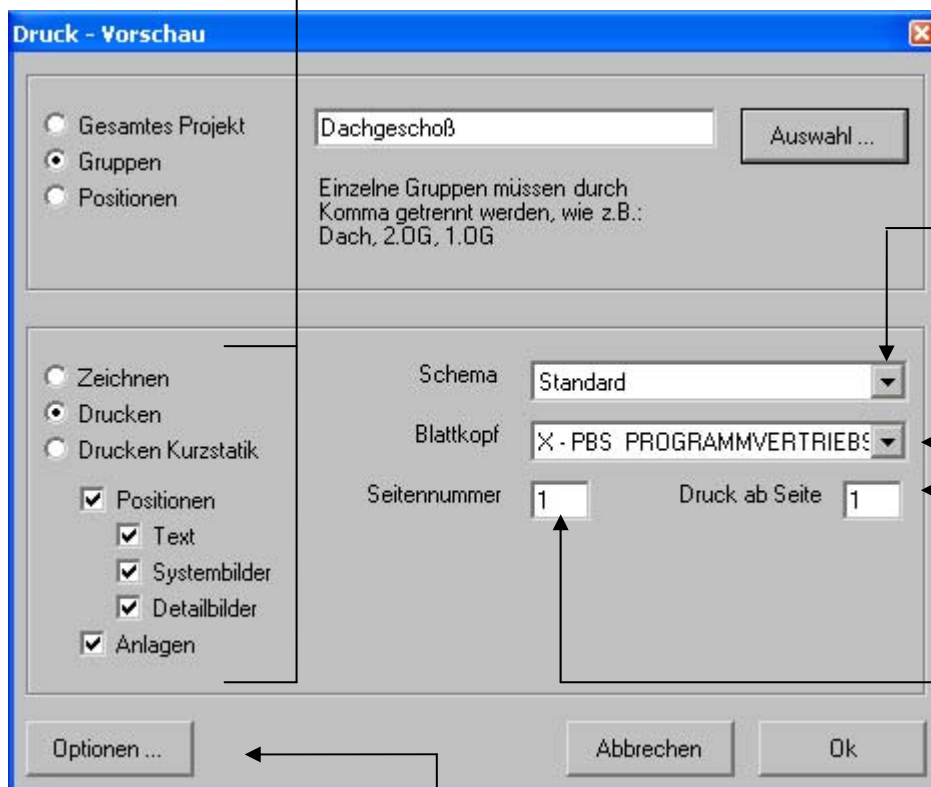 Druck - Vorschau
Gesamtes Projekt
Gruppen
Positionen
Dachgeschoß
Auswahl ...
Einzelne Gruppen müssen durch
Komma getrennt werden, wie z.B.:
Dach, 2.OG, 1.OG
Zeichnen
Drucken
Drucken Kurzstatik
Positionen
Text
Systembilder
Detailbilder
Anlagen
Schema
Standard
Blattkopf
X - PBS PROGRAMMVERTRIEBS
Seitennummer
1
Druck ab Seite
1
Optionen ...
Abbrechen
Ok